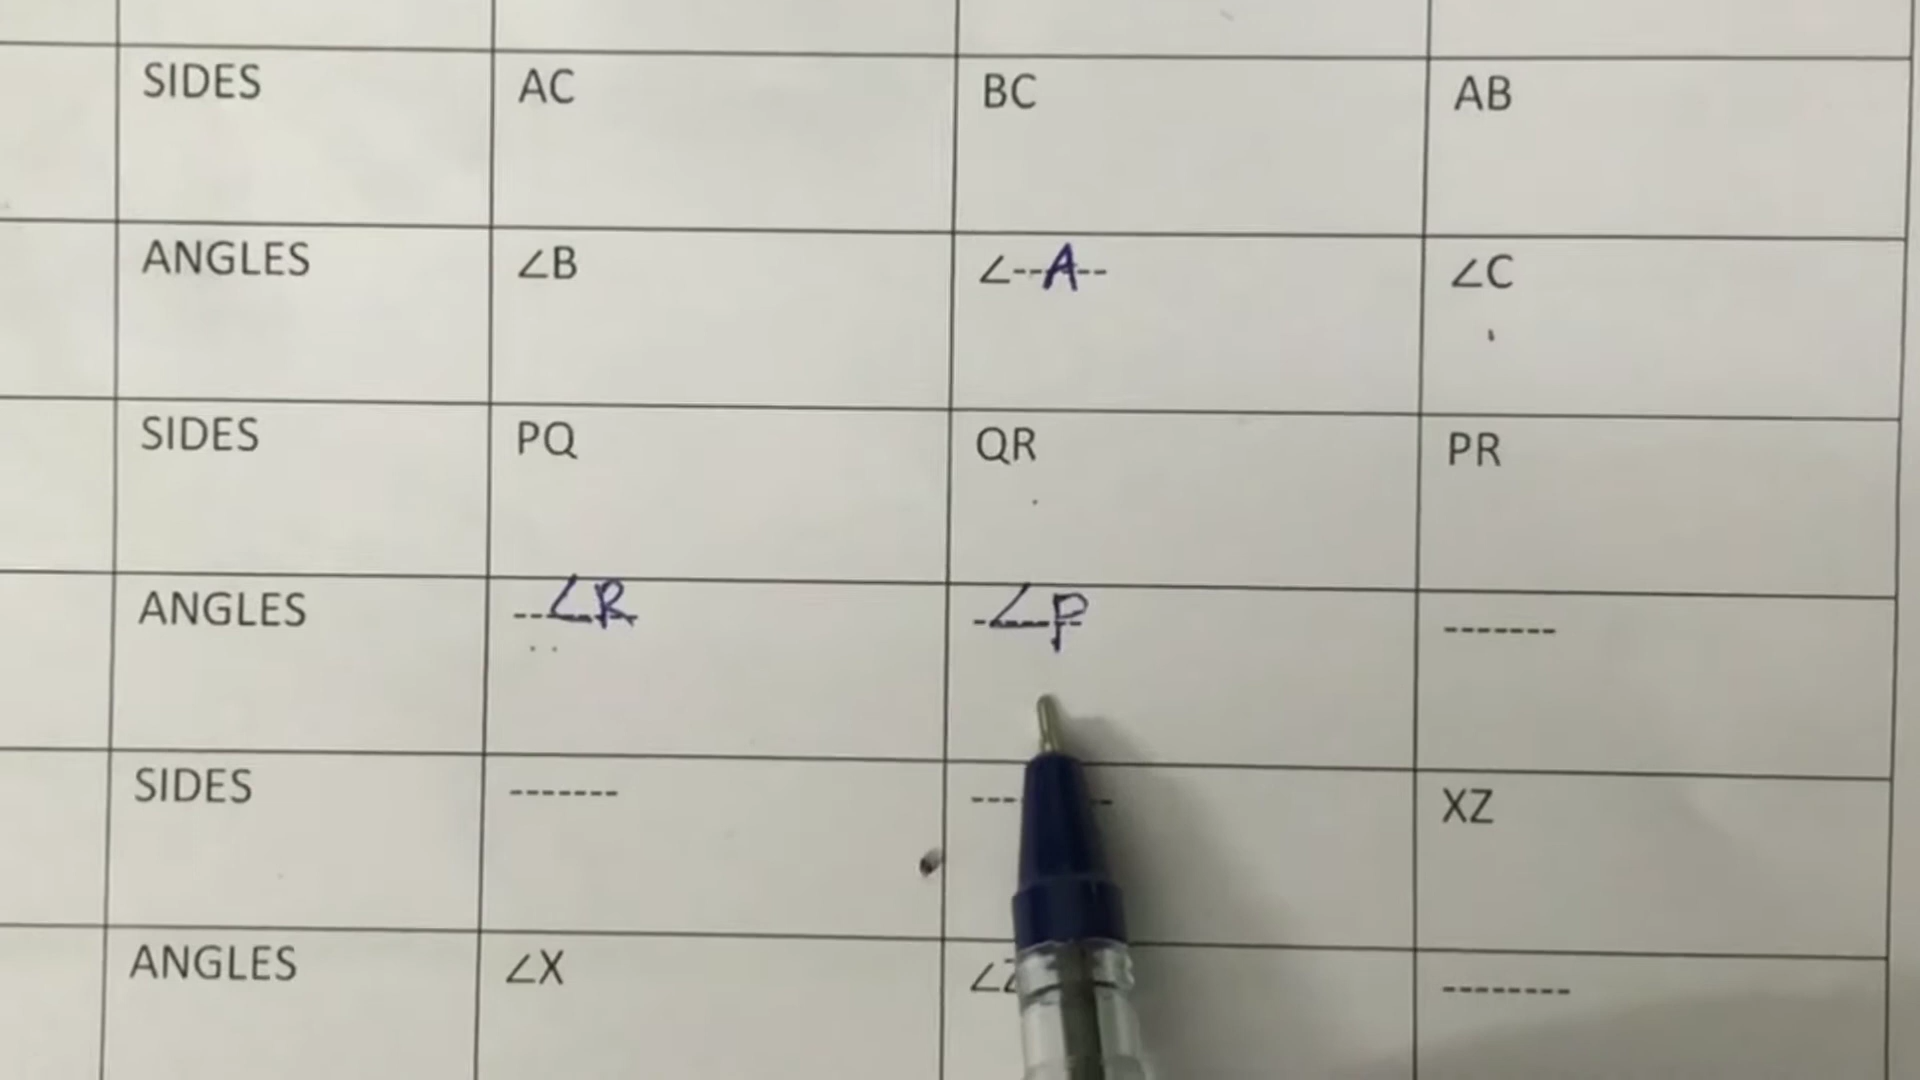 SIDES AC BC AB
ANGLES ∠B ∠--A-- ∠C
SIDES PQ QR PR
ANGLES --∠R -∠P- -------
SIDES ------- --- -- XZ
ANGLES ∠X ∠ --------